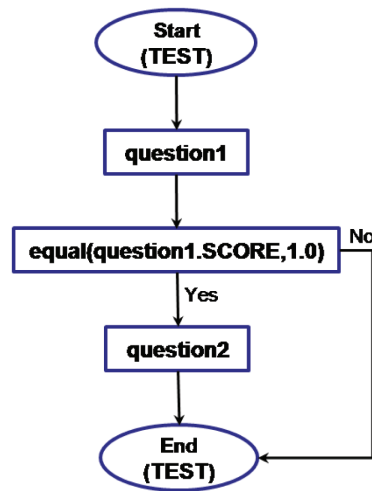 Start
(TEST)
question1
equal(question1.SCORE,1.0)
No
Yes
question2
End
(TEST)